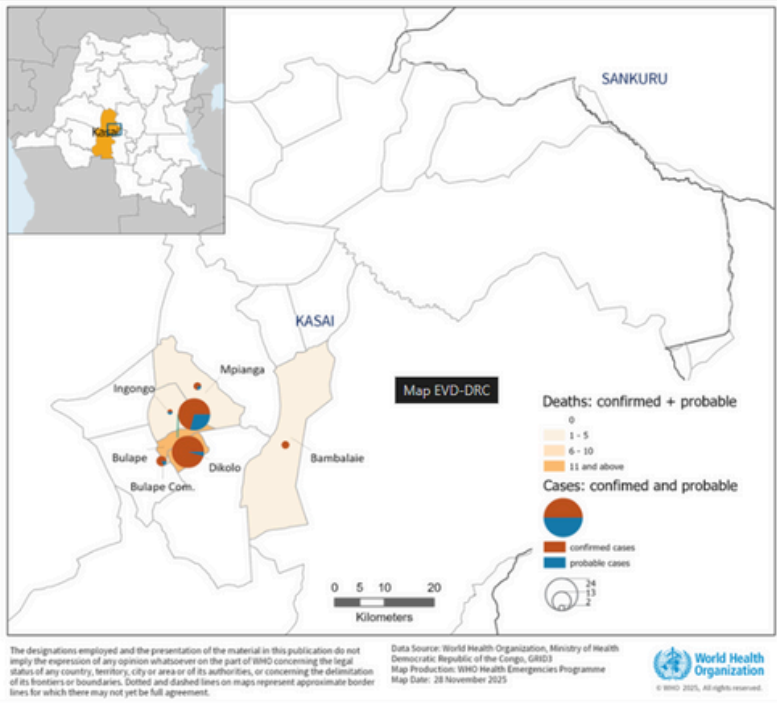 Kasai
SANKURU
KASAI
Mpianga
Ingongo
Map EVD-DRC
Bulape
Dikolo
Bambalaie
Bulape Com.
Deaths: confirmed + probable
0
1 - 5
6 - 10
11 and above
Cases: confimed and probable
confirmed cases
probable cases
24
13
2
0 5 10 20
Kilometers
The designations employed and the presentation of the material in this publication do not
imply the expression of any opinion whatsoever on the part of WHO concerning the legal
status of any country, territory, city or area or of its authorities, or concerning the delimitation
of its frontiers or boundaries. Dotted and dashed lines on maps represent approximate border
lines for which there may not yet be full agreement.
Data Source: World Health Organization, Ministry of Health
Democratic Republic of the Congo, GRID3
Map Production: WHO Health Emergencies Programme
Map Date: 28 November 2025
World Health
Organization
© WHO 2025, All rights reserved.